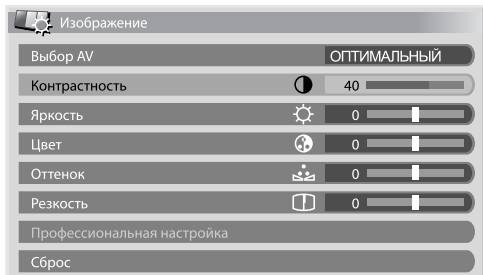 Изображение
Выбор AV ОПТИМАЛЬНЫЙ
Контрастность 40
Яркость 0
Цвет 0
Оттенок 0
Резкость 0
Профессиональная настройка
Сброс